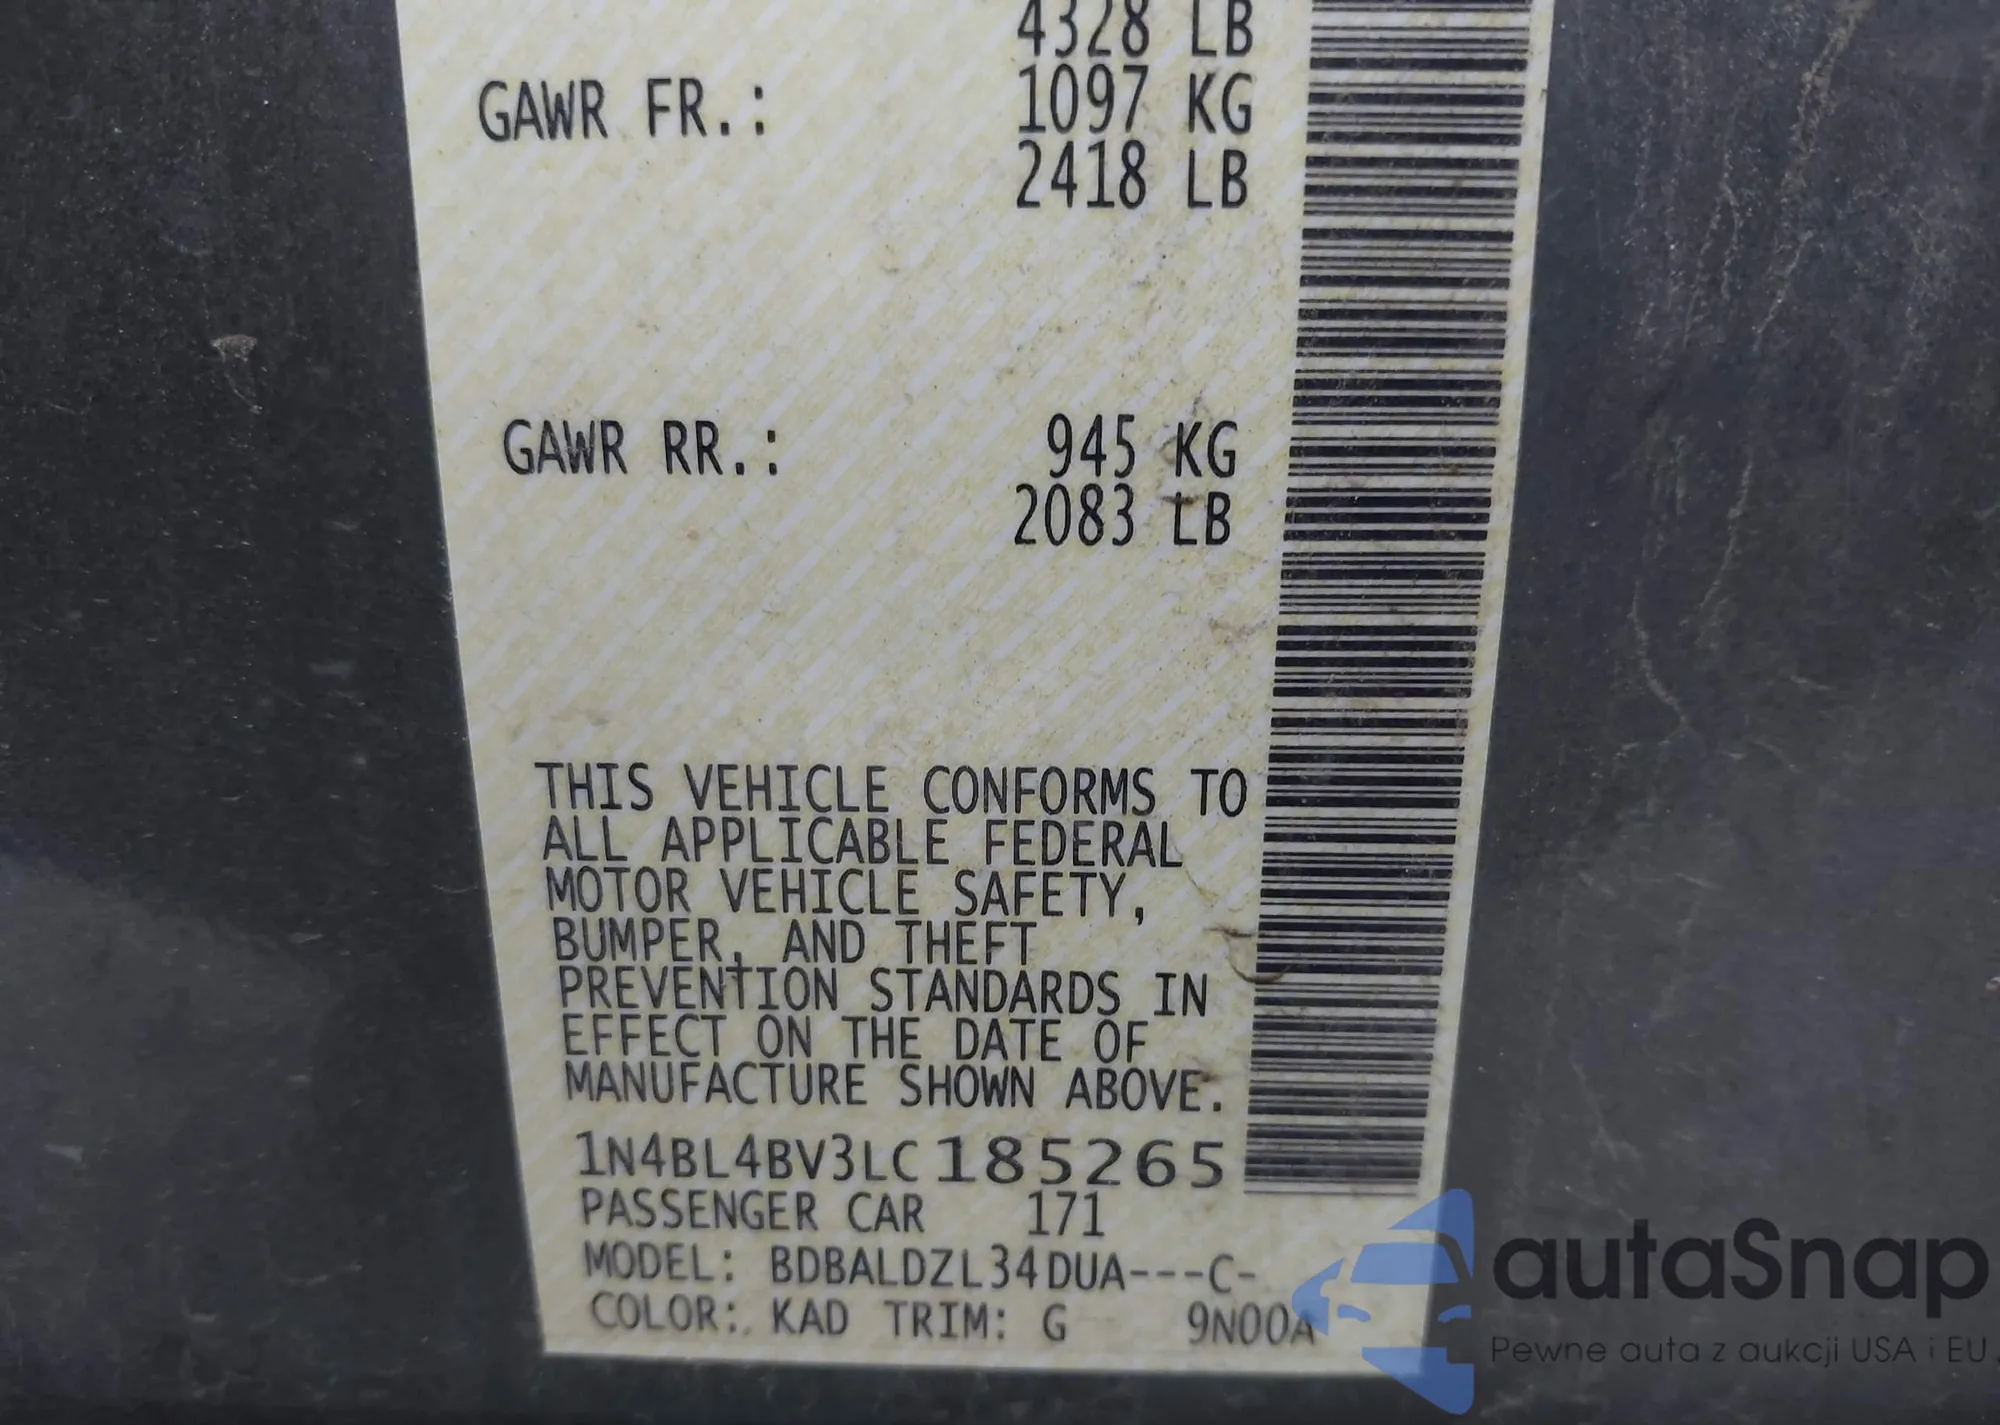 4328 LB
GAWR FR.: 1097 KG
2418 LB
GAWR RR.: 945 KG
2083 LB
THIS VEHICLE CONFORMS TO
ALL APPLICABLE FEDERAL
MOTOR VEHICLE SAFETY,
BUMPER, AND THEFT
PREVENTION STANDARDS IN
EFFECT ON THE DATE OF
MANUFACTURE SHOWN ABOVE.
1N4BL4BV3LC185265
PASSENGER CAR 171
MODEL: BDBALDZL34DUA---C-
COLOR: KAD TRIM: G 9N00A
autaSnap
Pewne auta z aukcji USA i EU